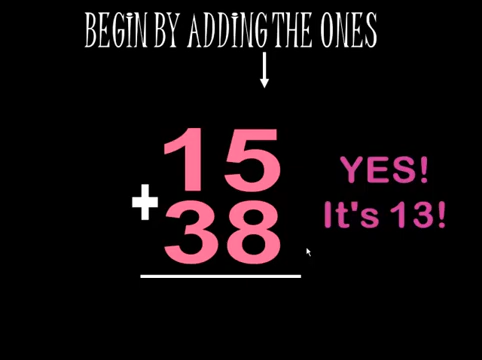 BEGIN BY ADDING THE ONES
15
+
38
YES!
It's 13!